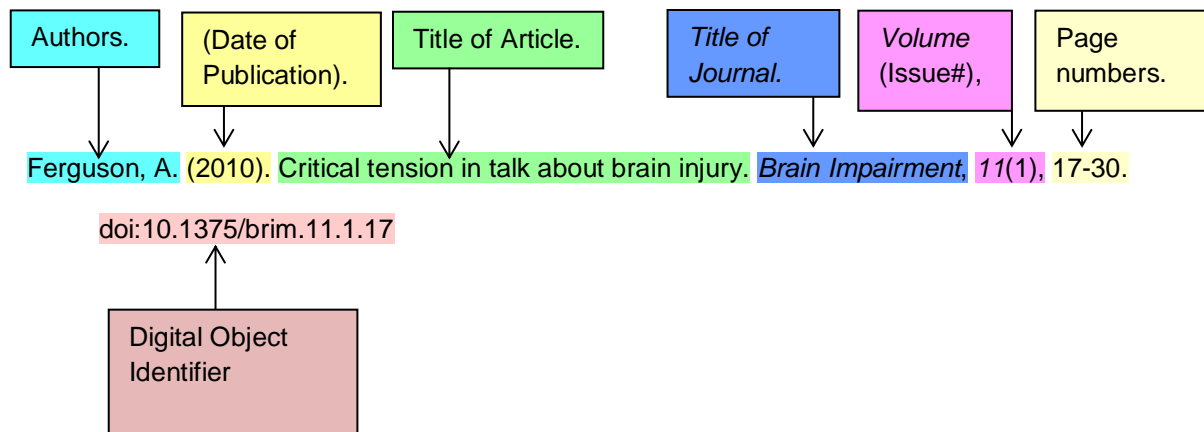 Authors.
(Date of
Publication).
Title of Article.
Title of
Journal.
Volume
(Issue#),
Page
numbers.
Ferguson, A. (2010). Critical tension in talk about brain injury. Brain Impairment, 11(1), 17-30.
doi:10.1375/brim.11.1.17
Digital Object
Identifier